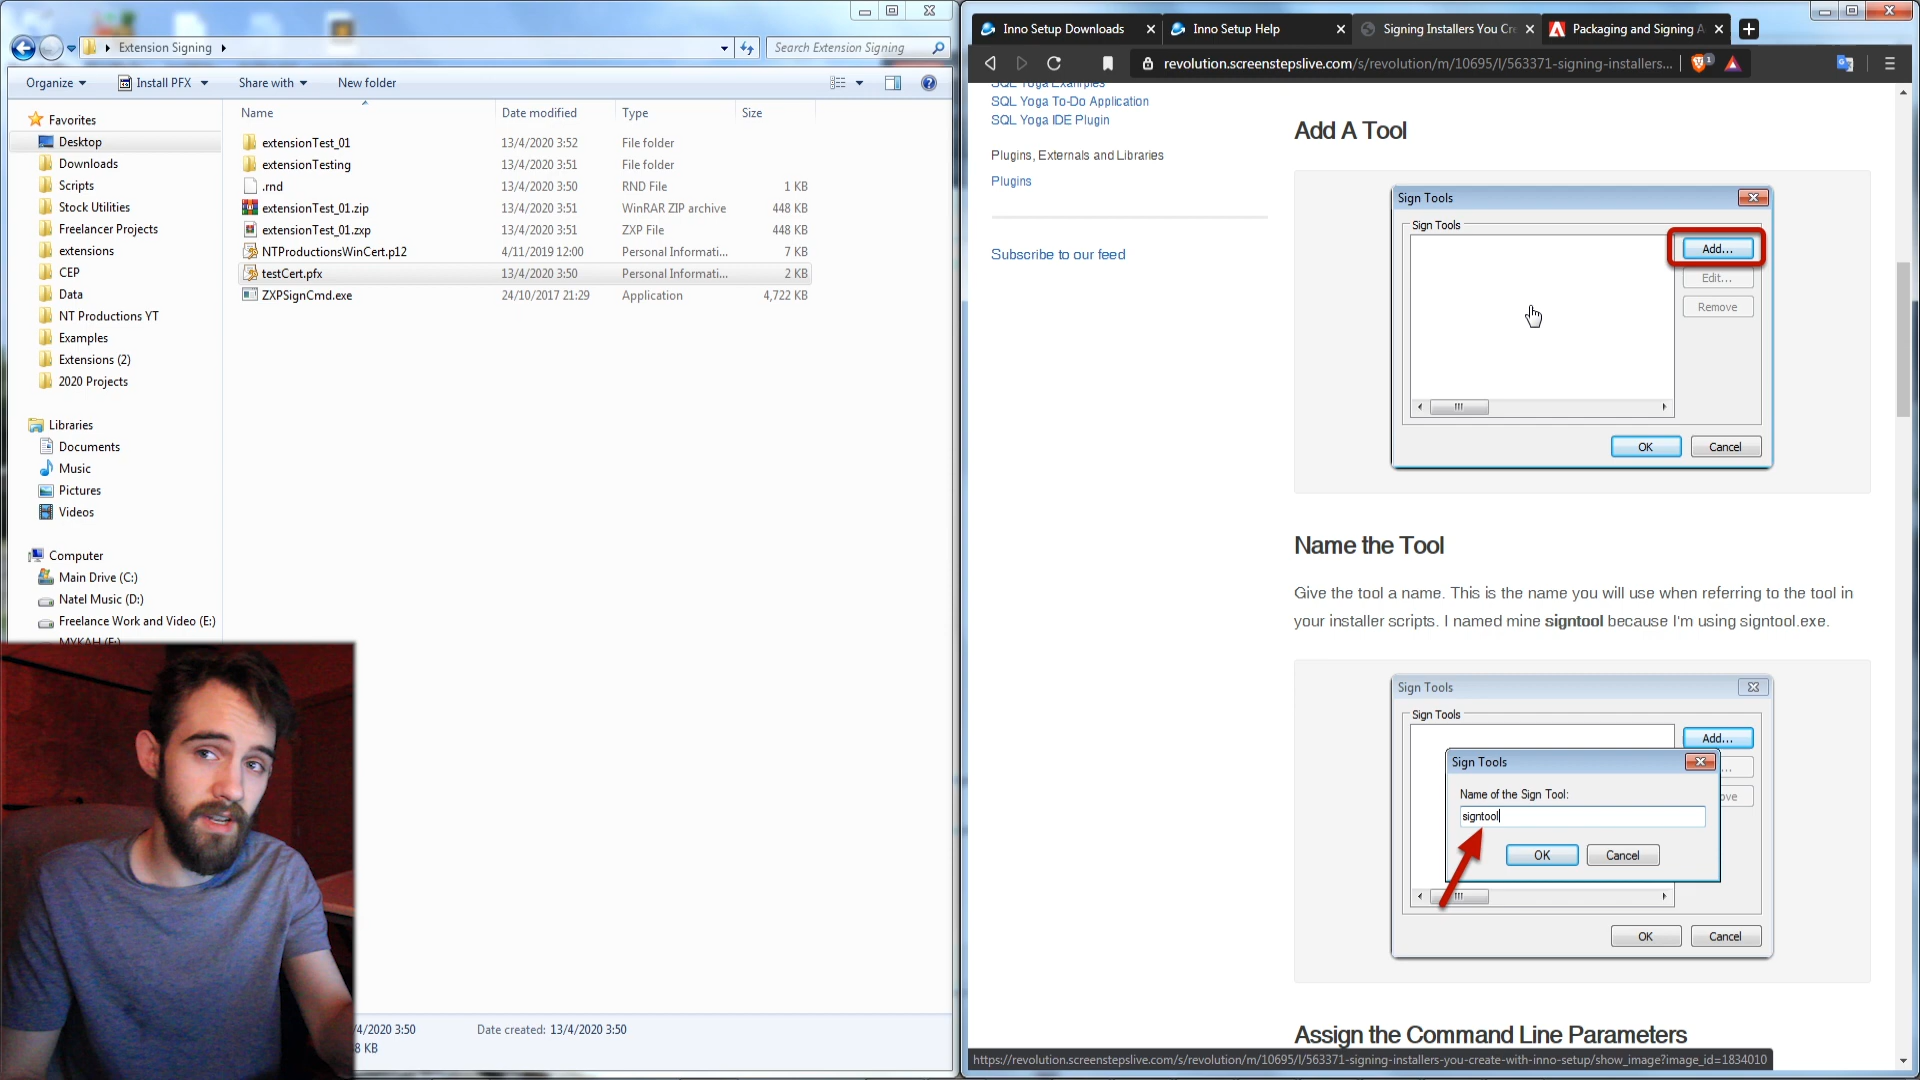 Extension Signing
Search Extension Signing
Organize
Install PFX
Share with
New folder
Favorites
Desktop
Downloads
Scripts
Stock Utilities
Freelancer Projects
extensions
CEP
Data
NT Productions YT
Examples
Extensions (2)
2020 Projects
Libraries
Documents
Music
Pictures
Videos
Computer
Main Drive (C:)
Natel Music (D:)
Freelance Work and Video (E:)
Name Date modified Type Size
extensionTest_01 13/4/2020 3:52 File folder
extensionTesting 13/4/2020 3:51 File folder
.rnd 13/4/2020 3:50 RND File 1 KB
extensionTest_01.zip 13/4/2020 3:51 WinRAR ZIP archive 448 KB
extensionTest_01.zxp 13/4/2020 3:51 ZXP File 448 KB
NTProductionsWinCert.p12 4/11/2019 12:00 Personal Informati... 7 KB
testCert.pfx 13/4/2020 3:50 Personal Informati... 2 KB
ZXPSignCmd.exe 24/10/2017 21:29 Application 4,722 KB
/4/2020 3:50 Date created: 13/4/2020 3:50
8 KB
Inno Setup Downloads
Inno Setup Help
Signing Installers You Cre
Packaging and Signing A
revolution.screenstepslive.com/s/revolution/m/10695/l/563371-signing-installers...
SQL Yoga Examples
SQL Yoga To-Do Application
SQL Yoga IDE Plugin
Plugins, Externals and Libraries
Plugins
Subscribe to our feed
Add A Tool
Sign Tools
Sign Tools
Add...
Edit...
Remove
OK
Cancel
Name the Tool
Give the tool a name. This is the name you will use when referring to the tool in
your installer scripts. I named mine signtool because I'm using signtool.exe.
Sign Tools
Sign Tools
Add...
Sign Tools
Name of the Sign Tool:
signtool
OK
Cancel
OK
Cancel
Assign the Command Line Parameters
https://revolution.screenstepslive.com/s/revolution/m/10695/l/563371-signing-installers-you-create-with-inno-setup/show_image?image_id=1834010